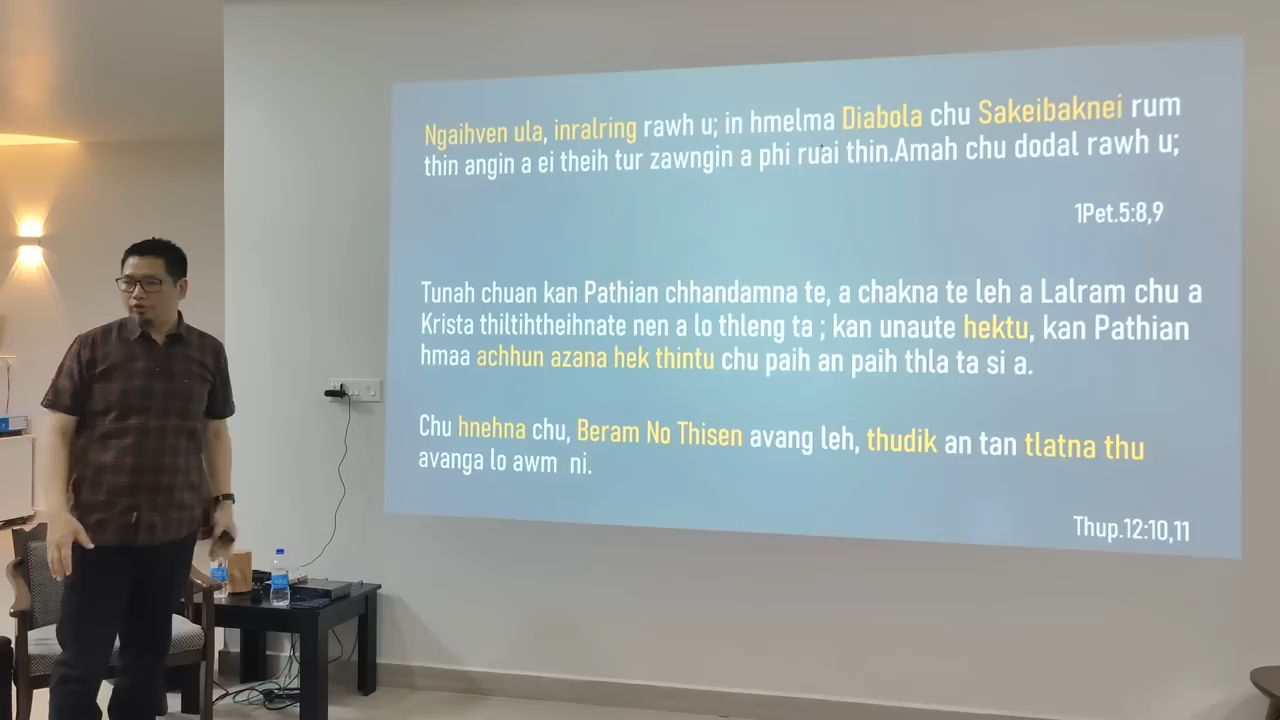 Ngaihven ula, inralring rawh u; in hmelma Diabola chu Sakeibaknei rum
thin angin a ei theih tur zawngin a phi ruai thin.Amah chu dodal rawh u;
1Pet.5:8,9
Tunah chuan kan Pathian chhandamna te, a chakna te leh a Lalram chu a
Krista thiltihtheihnate nen a lo thleng ta ; kan unaute hektu, kan Pathian
hmaa achhun azana hek thintu chu paih an paih thla ta si a.
Chu hnehna chu, Beram No Thisen avang leh, thudik an tan tlatna thu
avanga lo awm ni.
Thup.12:10,11